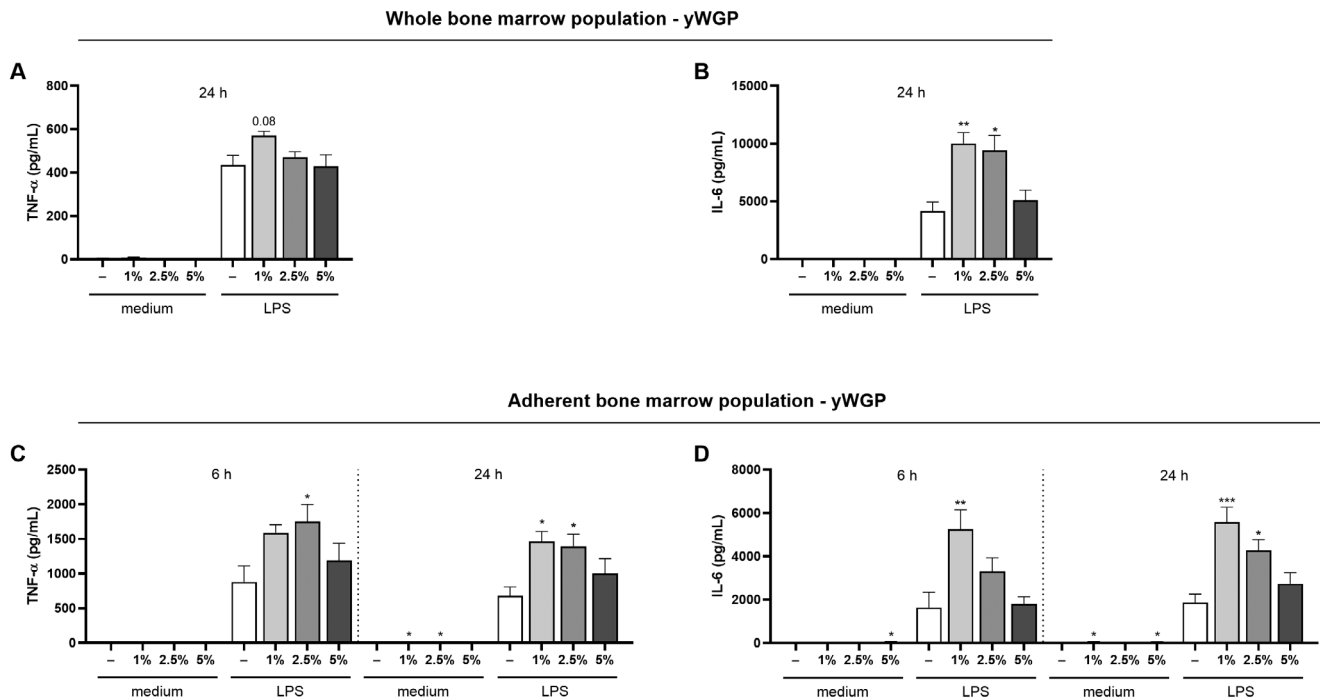 Whole bone marrow population - yWGP
A
24 h
TNF-α (pg/mL)
800
600
400
200
0
0.08
– 1% 2.5% 5% – 1% 2.5% 5%
medium LPS
B
24 h
IL-6 (pg/mL)
15000
10000
5000
0
** *
– 1% 2.5% 5% – 1% 2.5% 5%
medium LPS
Adherent bone marrow population - yWGP
C
6 h 24 h
TNF-α (pg/mL)
2500
2000
1500
1000
500
0
* * * * *
– 1% 2.5% 5% – 1% 2.5% 5% – 1% 2.5% 5% – 1% 2.5% 5%
medium LPS medium LPS
D
6 h 24 h
IL-6 (pg/mL)
8000
6000
4000
2000
0
* ** * * *** *
– 1% 2.5% 5% – 1% 2.5% 5% – 1% 2.5% 5% – 1% 2.5% 5%
medium LPS medium LPS